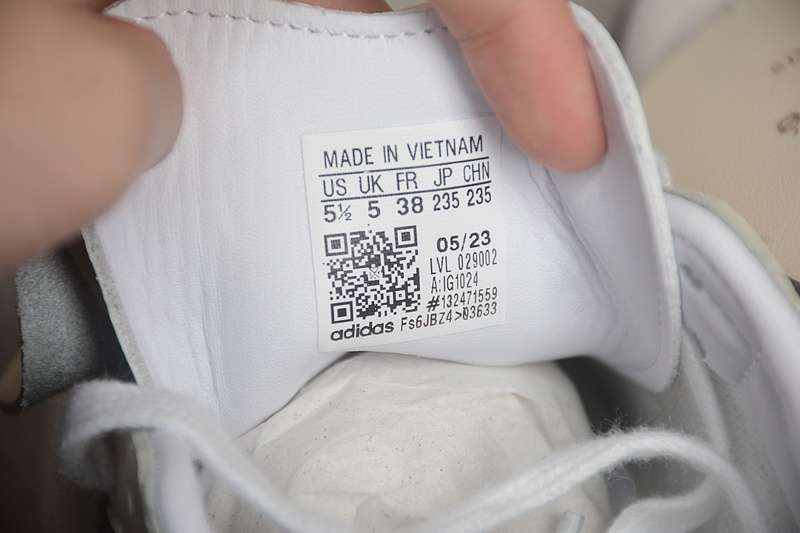 MADE IN VIETNAM
US UK FR JP CHN
5½ 5 38 235 235
05/23
LVL 029002
A:IG1024
#132471559
adidas Fs6JBZ4>03633